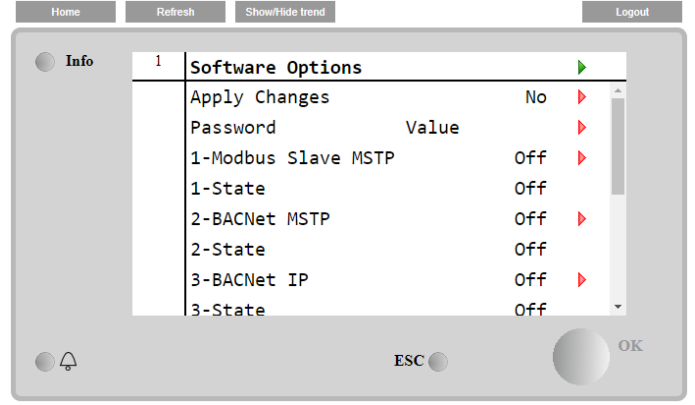 Home Refresh Show/Hide trend Logout
Info 1 Software Options
Apply Changes No
Password Value
1-Modbus Slave MSTP Off
1-State Off
2-BACNet MSTP Off
2-State Off
3-BACNet IP Off
3-State Off
ESC OK